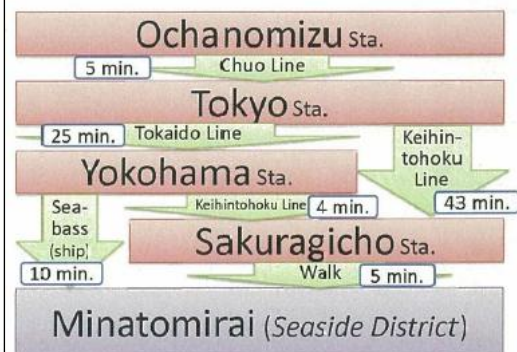 Ochanomizu Sta.
5 min.
Chuo Line
Tokyo Sta.
25 min.
Tokaido Line
Keihin-
tohoku
Line
43 min.
Yokohama Sta.
Sea-
bass
(ship)
10 min.
Keihintohoku Line
4 min.
Sakuragicho Sta.
Walk
5 min.
Minatomirai (Seaside District)